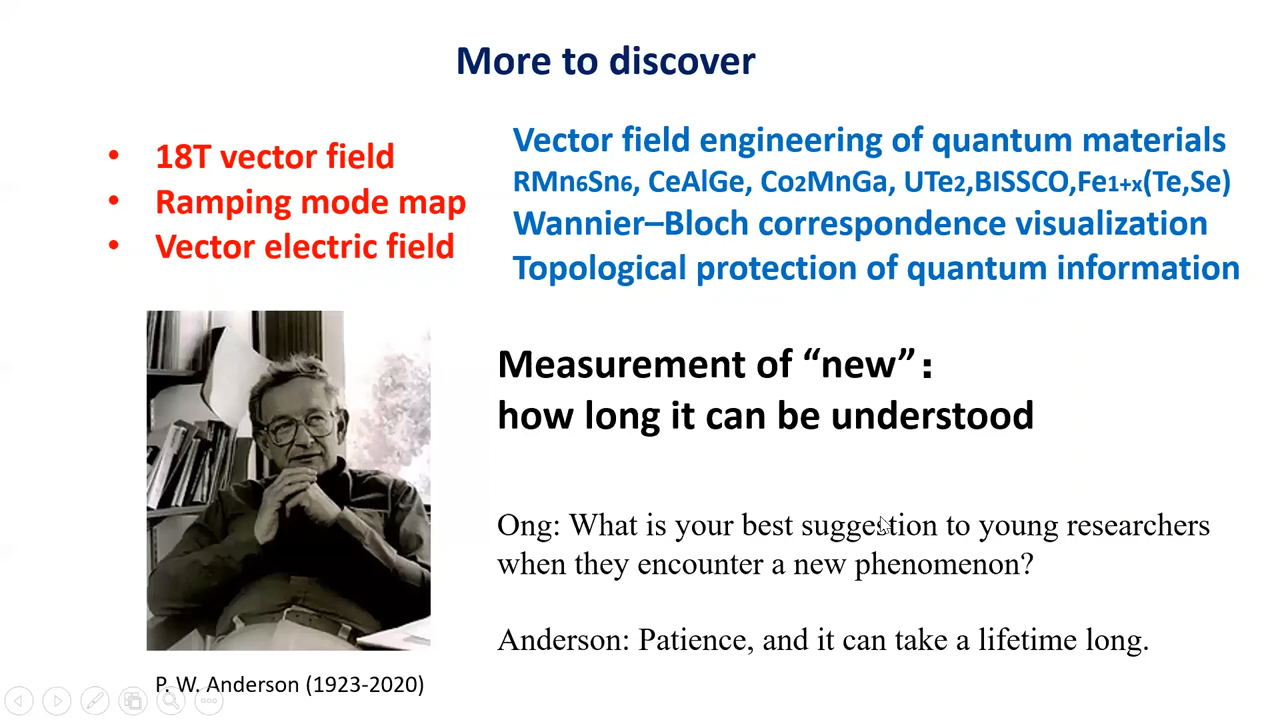 More to discover
• 18T vector field
• Ramping mode map
• Vector electric field
Vector field engineering of quantum materials
RMn6Sn6, CeAlGe, Co2MnGa, UTe2,BISSCO,Fe1+x(Te,Se)
Wannier–Bloch correspondence visualization
Topological protection of quantum information
Measurement of “new”:
how long it can be understood
Ong: What is your best suggestion to young researchers
when they encounter a new phenomenon?
Anderson: Patience, and it can take a lifetime long.
P. W. Anderson (1923-2020)